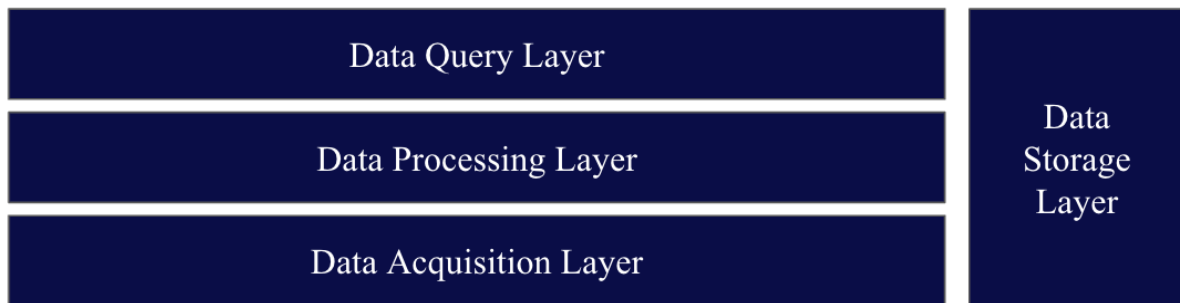 Data Query Layer
Data Processing Layer
Data Acquisition Layer
Data
Storage
Layer